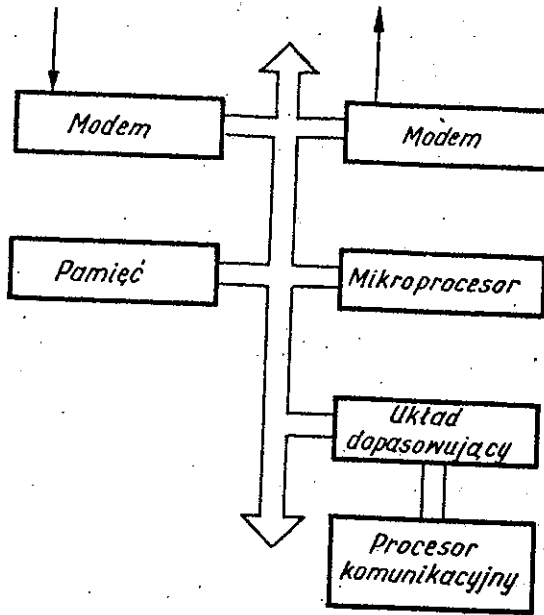 Modem
Modem
Pamięć
Mikroprocesor
Układ
dopasowujący
Procesor
komunikacyjny